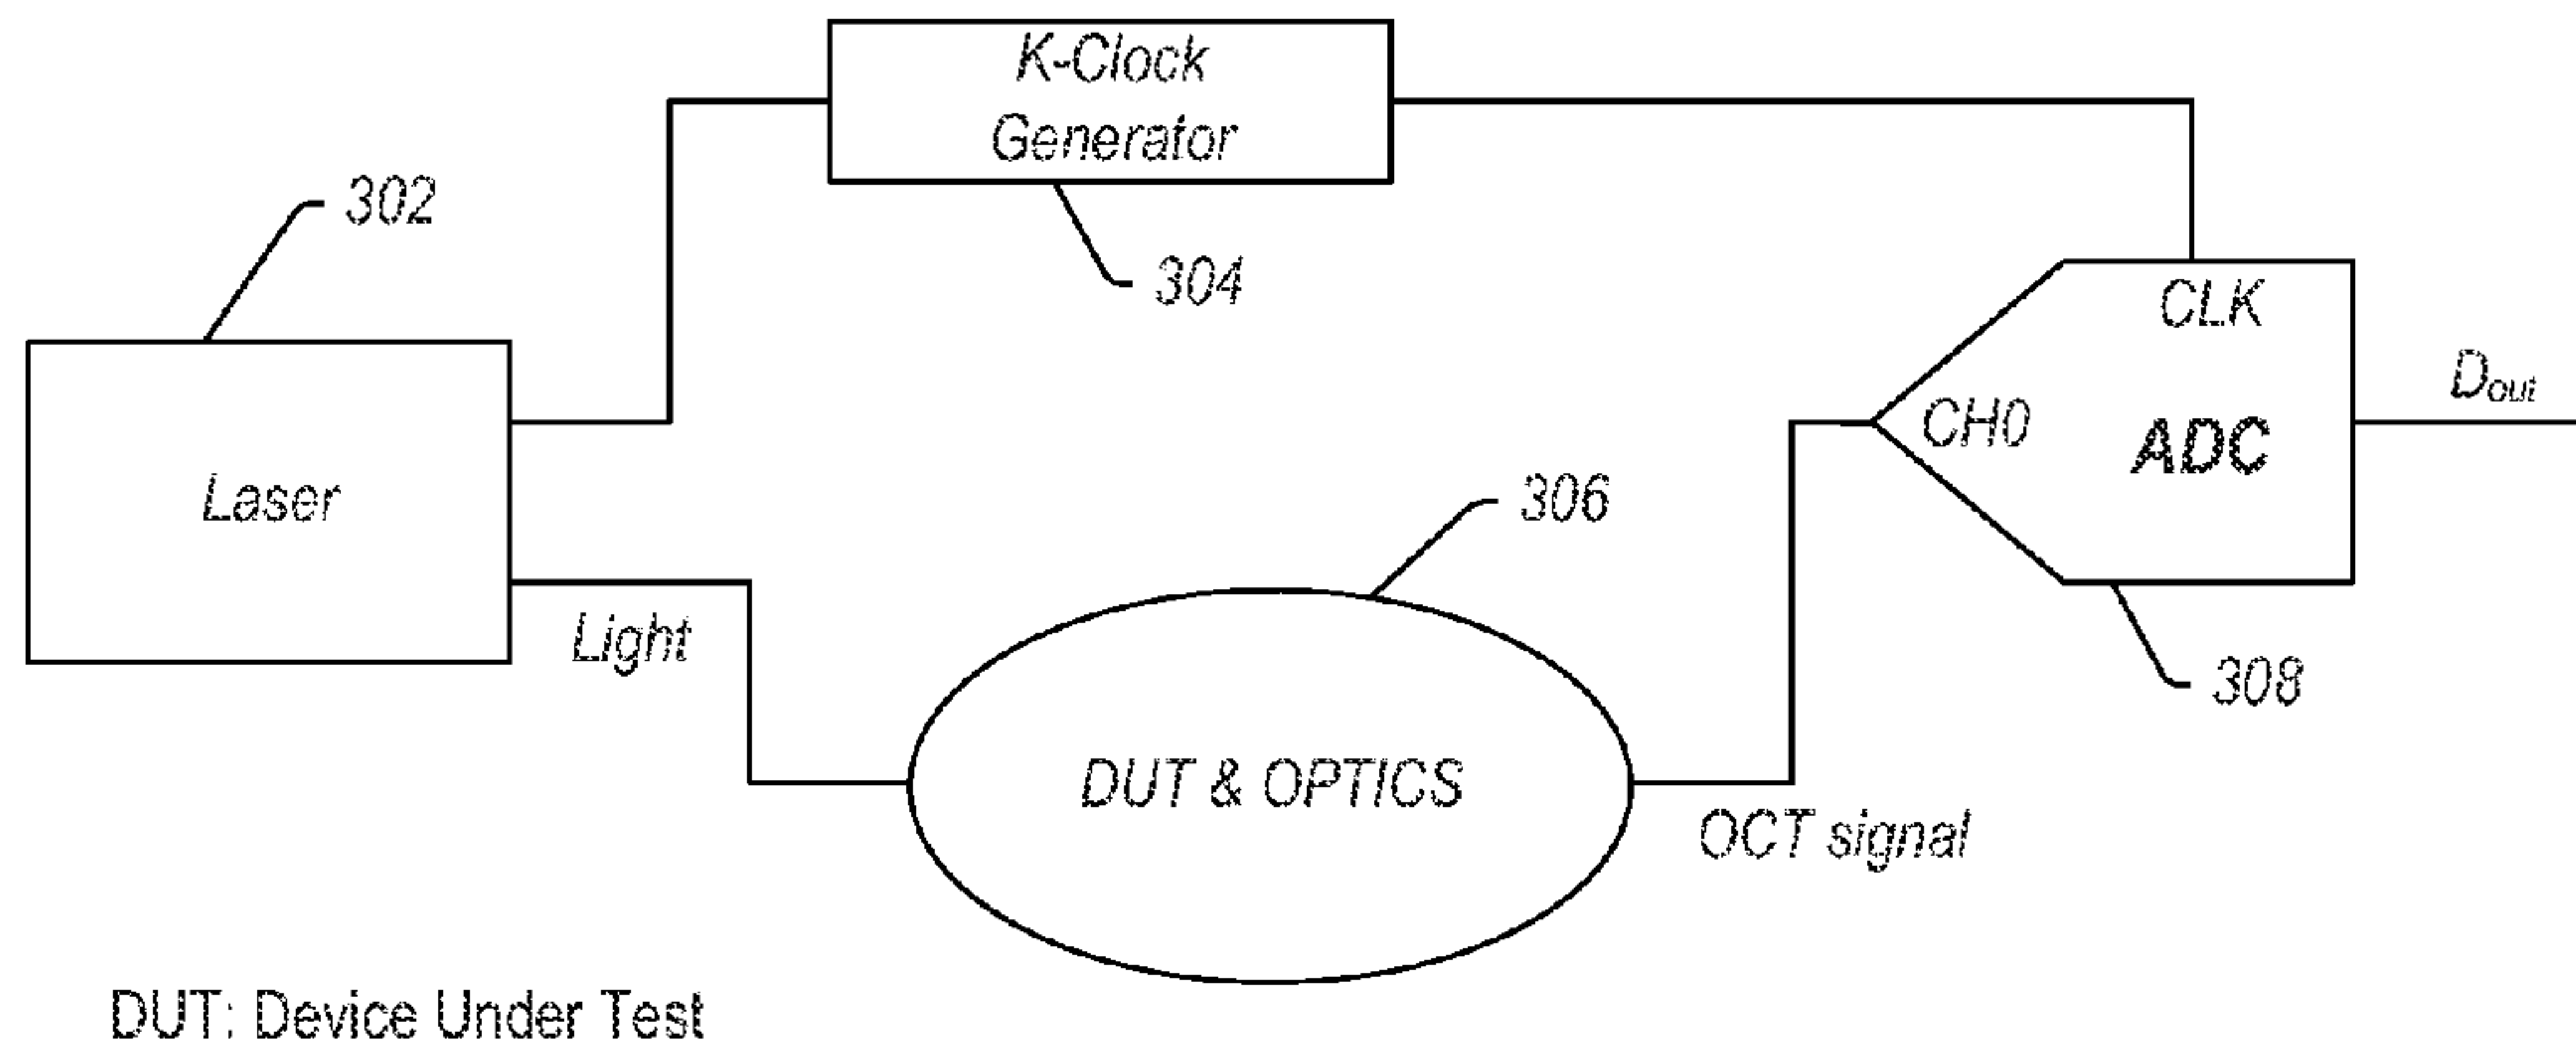 K-Clock
Generator
302
304
CLK
Dout
CH0
ADC
Laser
306
Light
308
DUT & OPTICS
OCT signal
DUT: Device Under Test